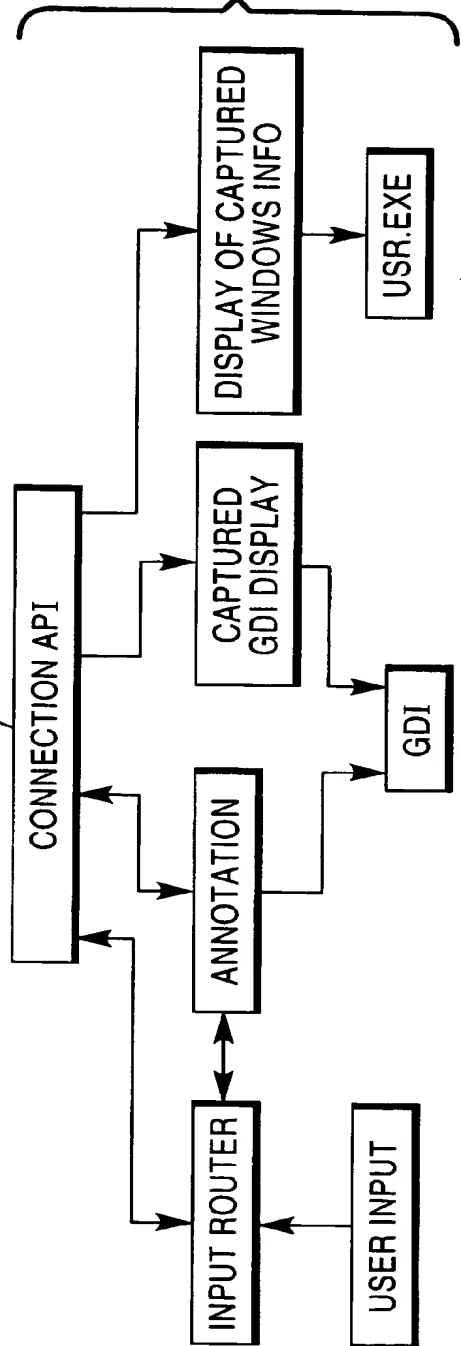 CONNECTION API
INPUT ROUTER
ANNOTATION
CAPTURED
GDI DISPLAY
DISPLAY OF CAPTURED
WINDOWS INFO
USER INPUT
GDI
USR.EXE